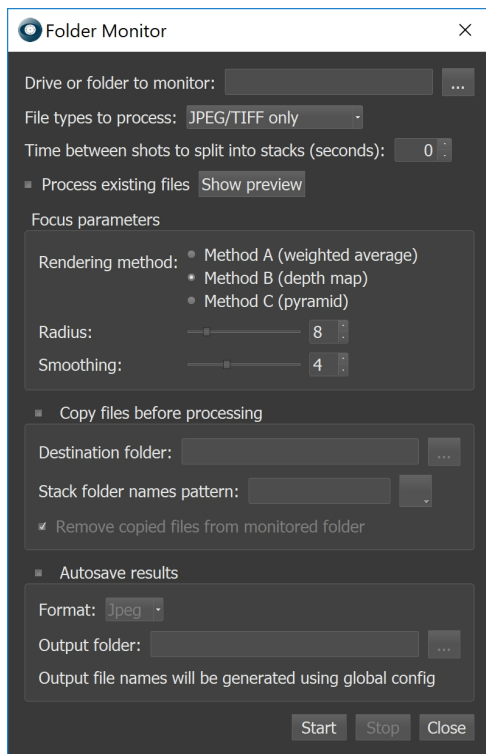 Folder Monitor
Drive or folder to monitor: ...
File types to process: JPEG/TIFF only
Time between shots to split into stacks (seconds): 0
Process existing files Show preview
Focus parameters
Rendering method: Method A (weighted average)
Method B (depth map)
Method C (pyramid)
Radius: 8
Smoothing: 4
Copy files before processing
Destination folder: ...
Stack folder names pattern:
Remove copied files from monitored folder
Autosave results
Format: Jpeg
Output folder: ...
Output file names will be generated using global config
Start Stop Close